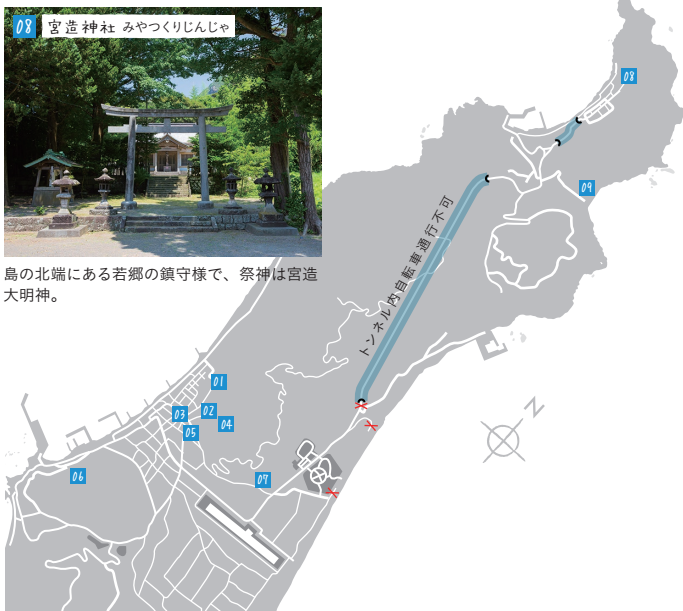 08 宮造神社 みやつくりじんじゃ
島の北端にある若郷の鎮守様で、祭神は宮造
大明神。
08
09
トンネル内自転車通行不可
01
02
03
04
05
06
07
N